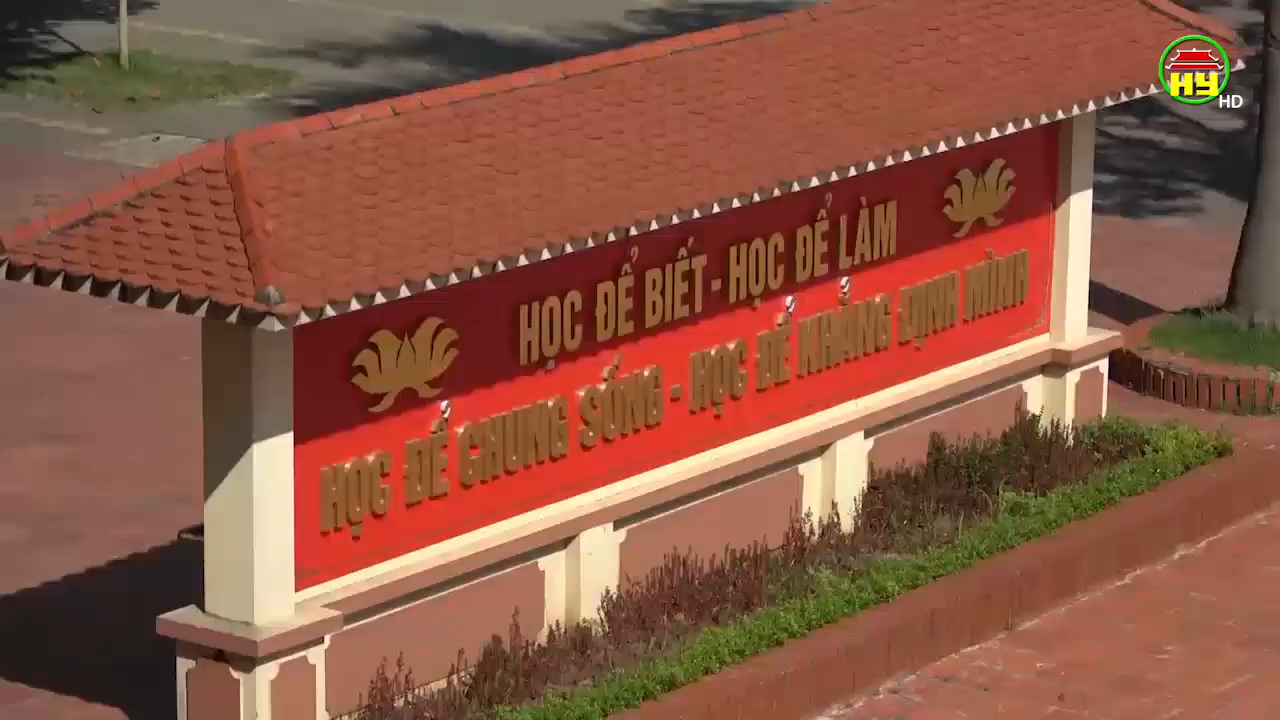 HY
HD
HỌC ĐỂ BIẾT - HỌC ĐỂ LÀM
HỌC ĐỂ CHUNG SỐNG - HỌC ĐỂ KHẲNG ĐỊNH MÌNH